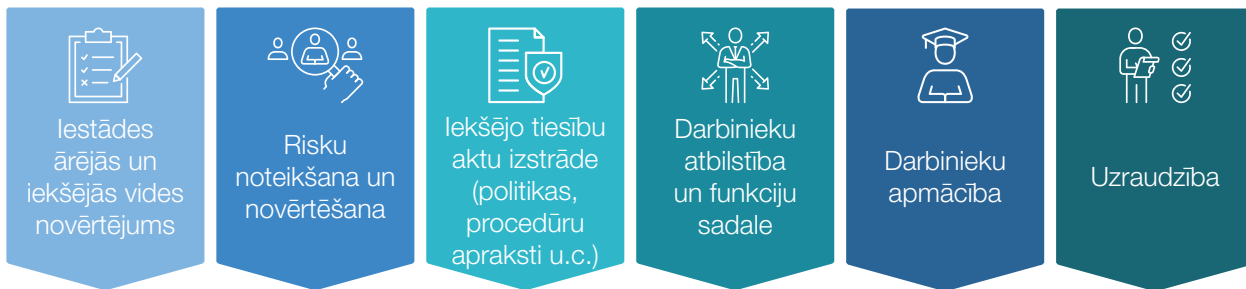 Iestādes
ārējās un
iekšējās vides
novērtējums
Risku
noteikšana un
novērtēšana
Iekšējo tiesību
aktu izstrāde
(politikas,
procedūru
apraksti u.c.)
Darbinieku
atbilstība
un funkciju
sadale
Darbinieku
apmācība
Uzraudzība